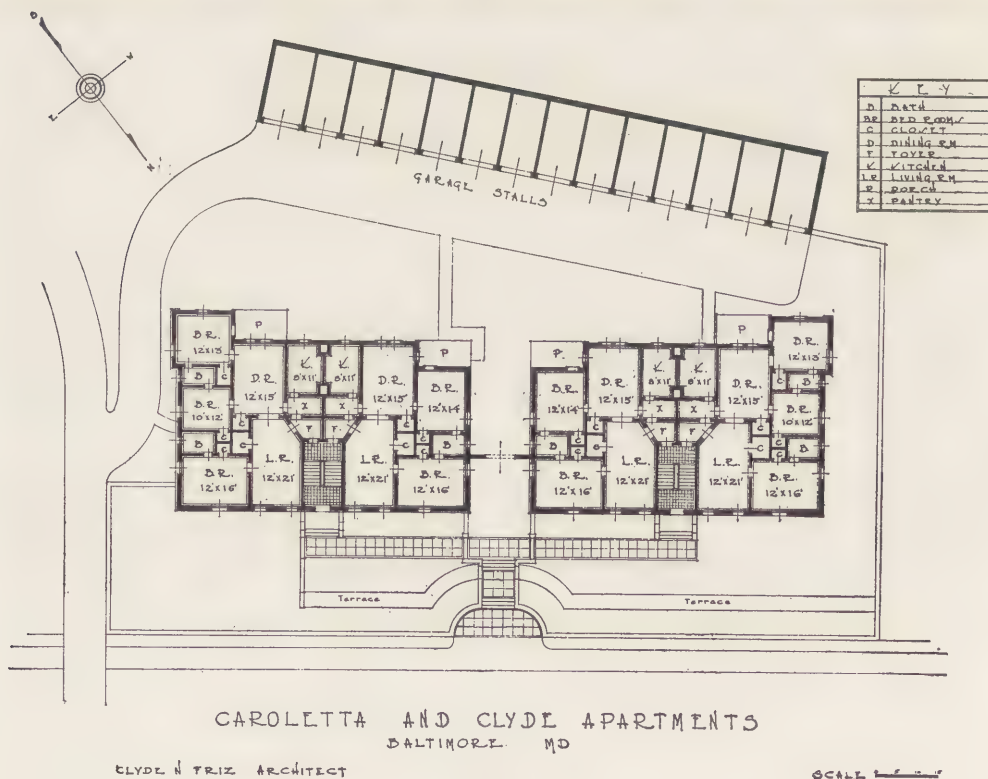 S
W
E
N
KEY
B BATH
BR BED ROOMS
C CLOSET
D DINING RM
F FOYER
K KITCHEN
LR LIVING RM
P PORCH
X PANTRY
GARAGE STALLS
B.R.
12'X13'
P
B
C
D.R.
12'X15'
K.
8'X11'
K.
8'X11'
D.R.
12'X15'
P
B.R.
12'X14'
B.R.
10'X12'
X
X
C
F
F
C
B
C
C
C
C
C
B
B.R.
12'X16'
L.R.
12'X21'
L.R.
12'X21'
B.R.
12'X16'
P.
B.R.
12'X14'
D.R.
12'X15'
K.
8'X11'
K.
8'X11'
D.R.
12'X15'
P
B.R.
12'X13'
C
B
B.R.
10'X12'
X
X
C
F
F
C
B
C
C
C
C
C
B
B.R.
12'X16'
L.R.
12'X21'
L.R.
12'X21'
B.R.
12'X16'
Terrace
Terrace
CAROLETTA AND CLYDE APARTMENTS
BALTIMORE MD
CLYDE N FRIZ ARCHITECT
SCALE